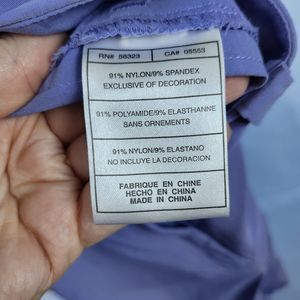 RN# 56323 CA# 05553
91% NYLON/9% SPANDEX
EXCLUSIVE OF DECORATION
91% POLYAMIDE/9% ELASTHANNE
SANS ORNEMENTS
91% NYLON/9% ELASTANO
NO INCLUYE LA DECORACION
FABRIQUE EN CHINE
HECHO EN CHINA
MADE IN CHINA